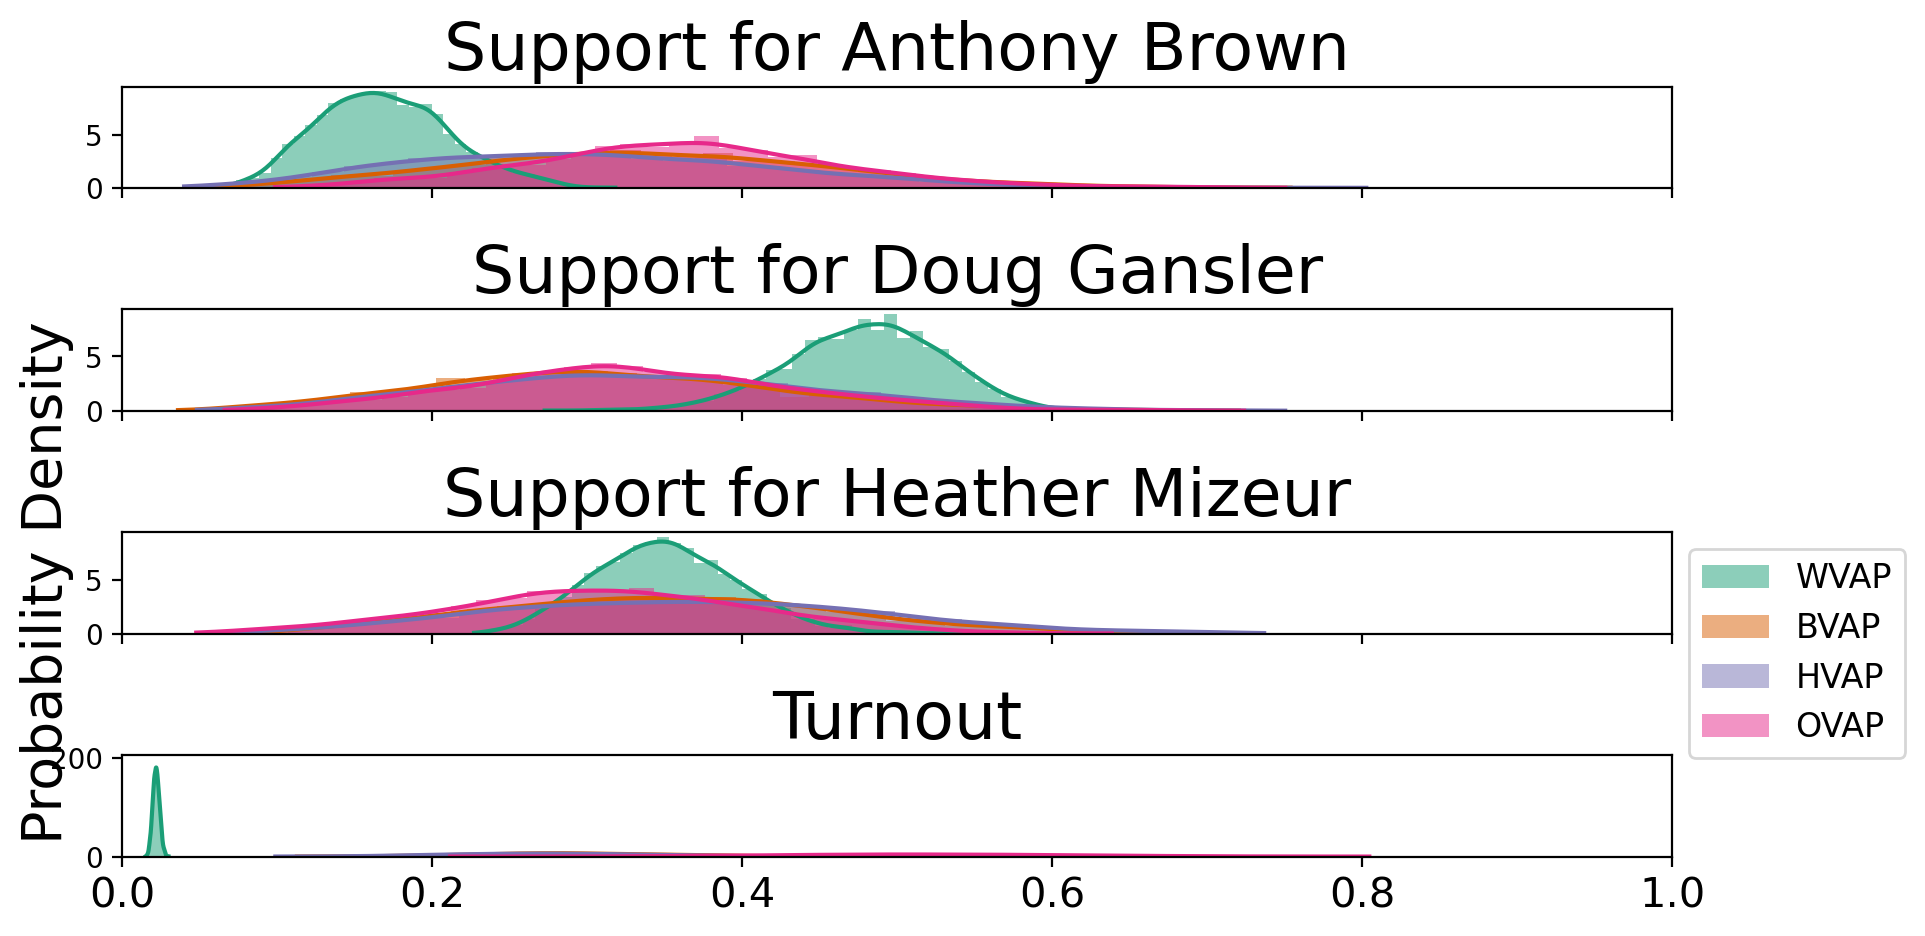 Support for Anthony Brown
5
0
Support for Doug Gansler
5
0
Support for Heather Mizeur
5
0
Turnout
200
0
0.0 0.2 0.4 0.6 0.8 1.0
Probability Density
WVAP
BVAP
HVAP
OVAP